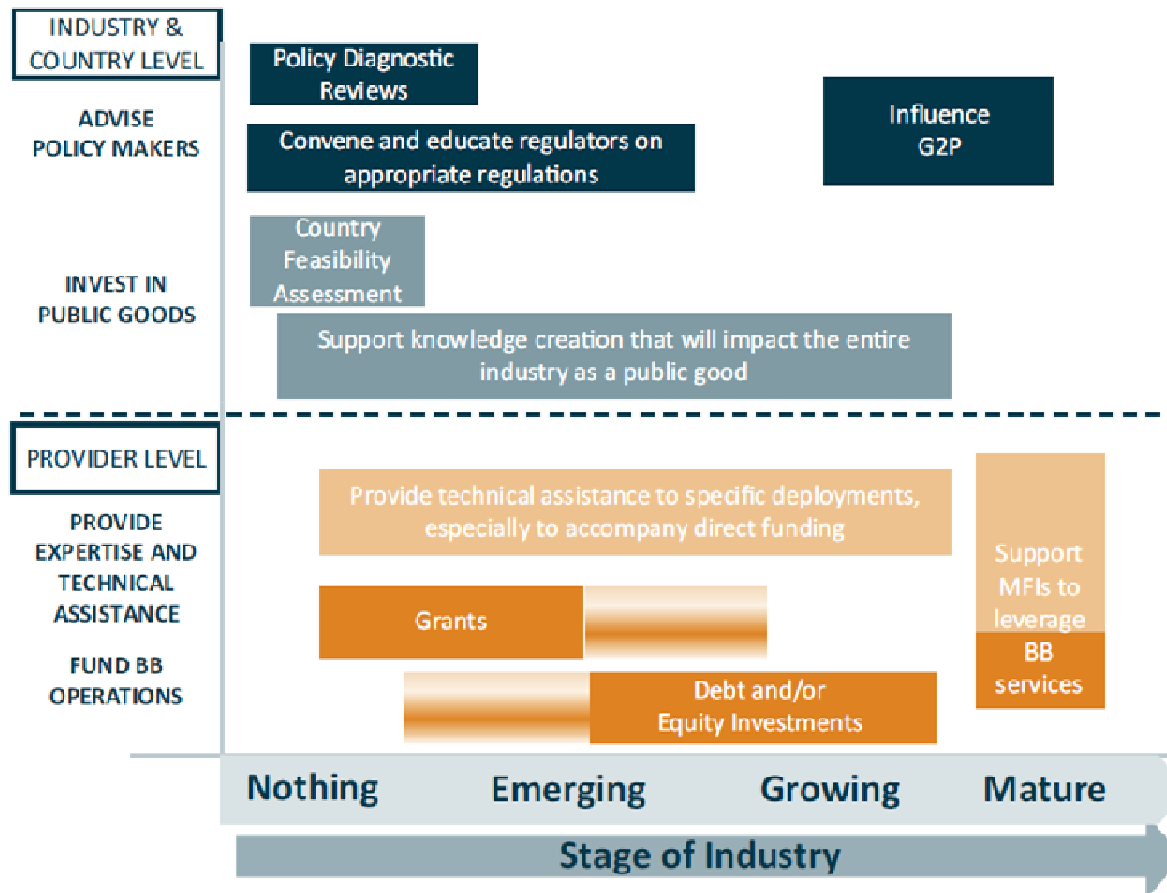 INDUSTRY &
COUNTRY LEVEL
ADVISE
POLICY MAKERS
Policy Diagnostic
Reviews
Convene and educate regulators on
appropriate regulations
Influence
G2P
INVEST IN
PUBLIC GOODS
Country
Feasibility
Assessment
Support knowledge creation that will impact the entire
industry as a public good
PROVIDER LEVEL
PROVIDE
EXPERTISE AND
TECHNICAL
ASSISTANCE
Provide technical assistance to specific deployments,
especially to accompany direct funding
Grants
FUND BB
OPERATIONS
Debt and/or
Equity Investments
Support
MFIs to
leverage
BB
services
Nothing
Emerging
Growing
Mature
Stage of Industry